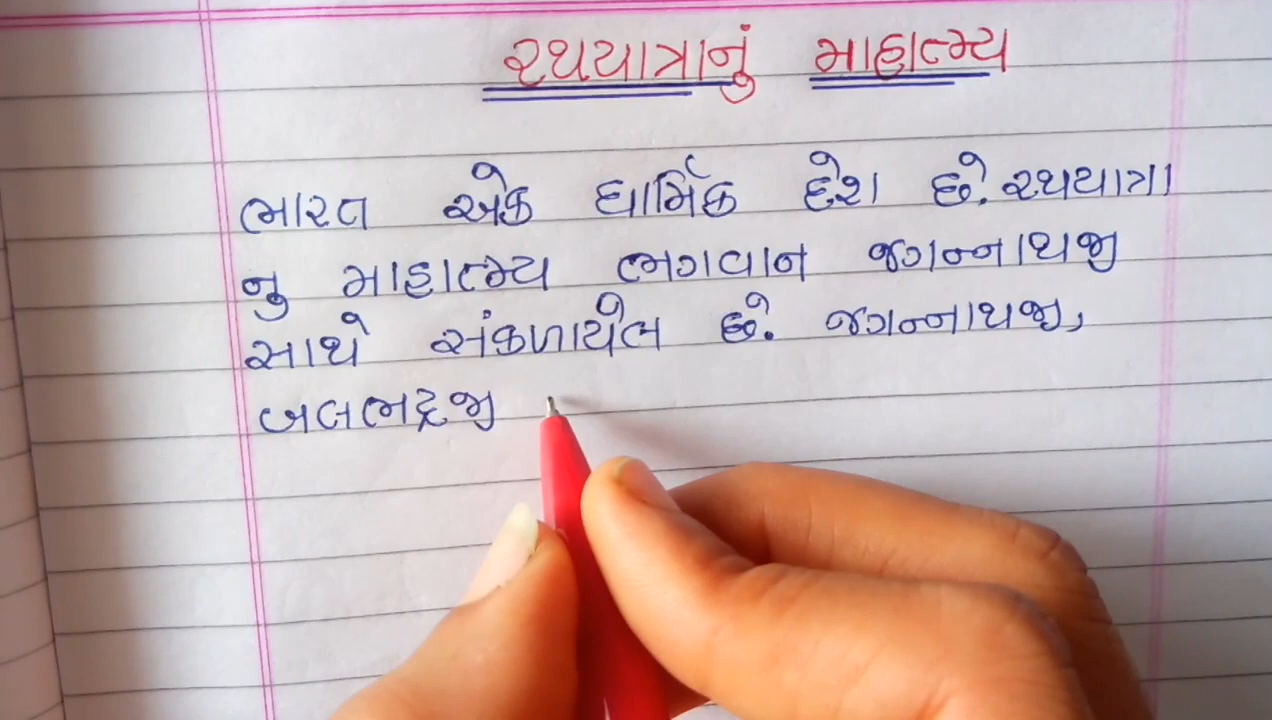 રથયાત્રાનું માહાત્મ્ય
ભારત એક ધાર્મિક દેશ છે. રથયાત્રા
નુ માહાત્મ્ય ભગવાન જગન્નાથજી
સાથે સંકળાયેલ છે. જગન્નાથજી,
બલભદ્રજી